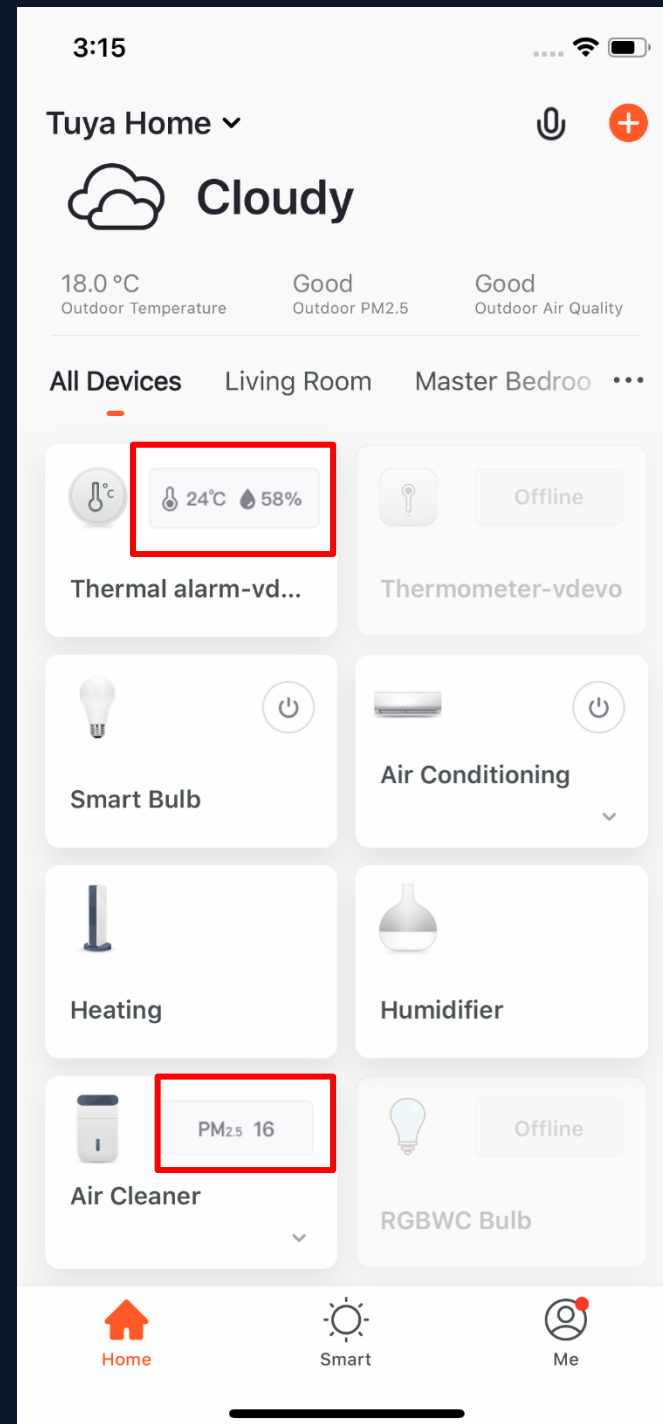 3:15
Tuya Home
Cloudy
18.0 °C Good Good
Outdoor Temperature Outdoor PM2.5 Outdoor Air Quality
All Devices Living Room Master Bedroo
°C 24℃ 58% Offline
Thermal alarm-vd... Thermometer-vdevo
Smart Bulb Air Conditioning
Heating Humidifier
PM2.5 16 Offline
Air Cleaner RGBWC Bulb
Home Smart Me